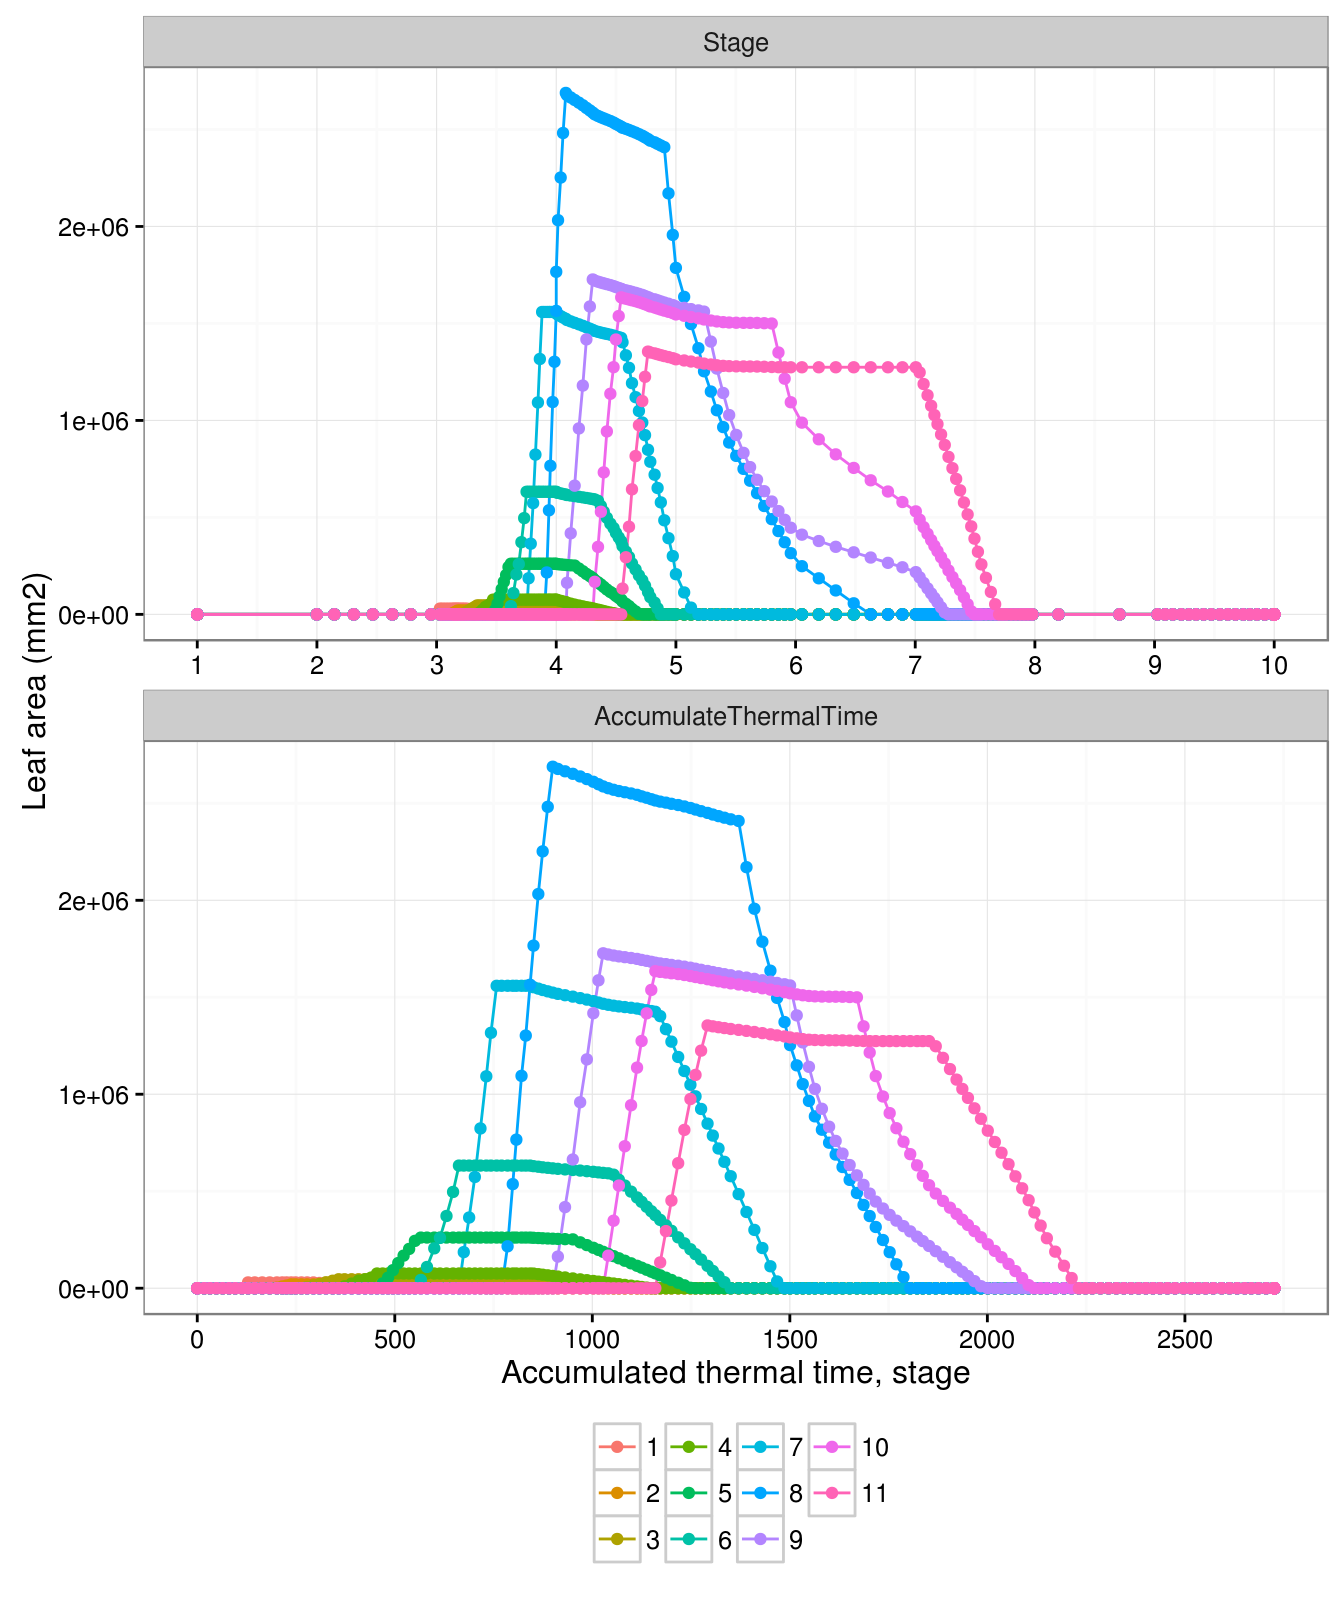 Stage
2e+06
1e+06
0e+00
1 2 3 4 5 6 7 8 9 10
Leaf area (mm2)
AccumulateThermalTime
2e+06
1e+06
0e+00
0 500 1000 1500 2000 2500
Accumulated thermal time, stage
1 4 7 10
2 5 8 11
3 6 9